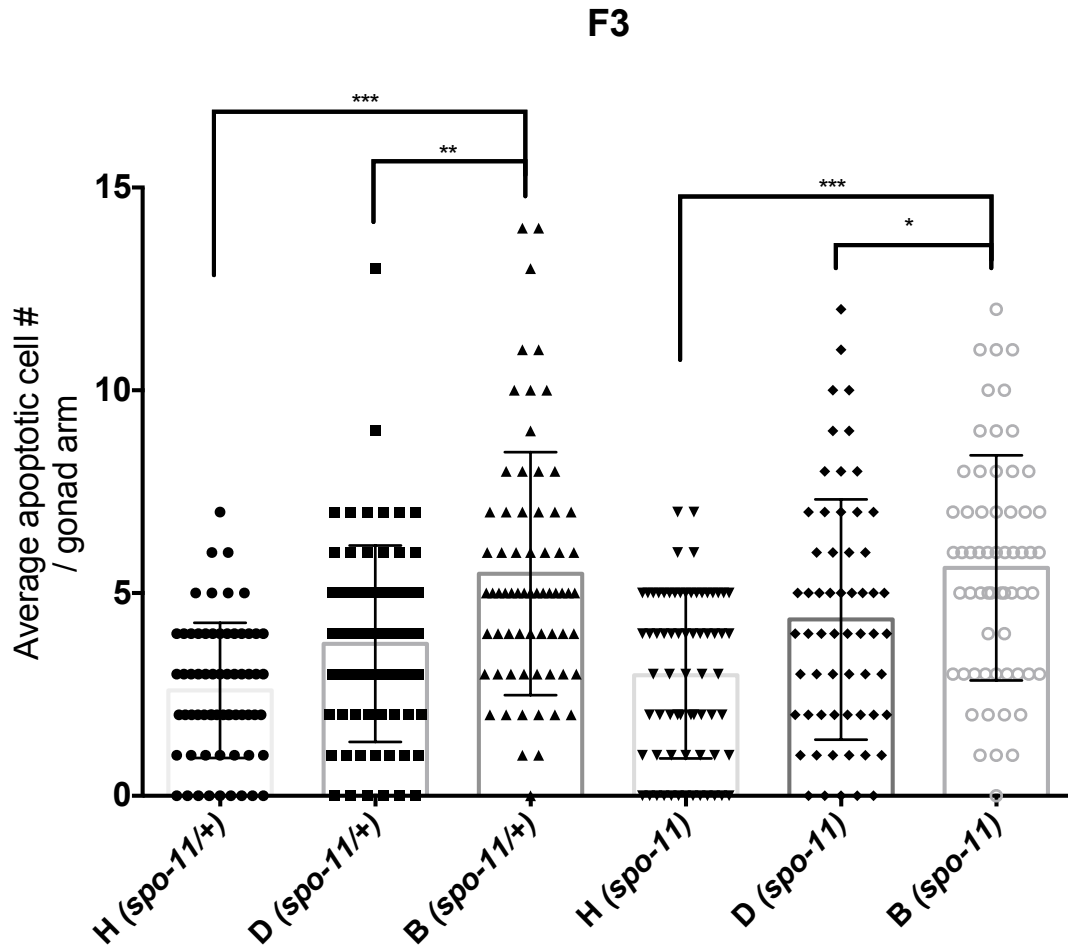 F3
***
**
***
*
15
10
5
0
Average apoptotic cell #
/ gonad arm
H (spo-11/+)
D (spo-11/+)
B (spo-11/+)
H (spo-11)
D (spo-11)
B (spo-11)